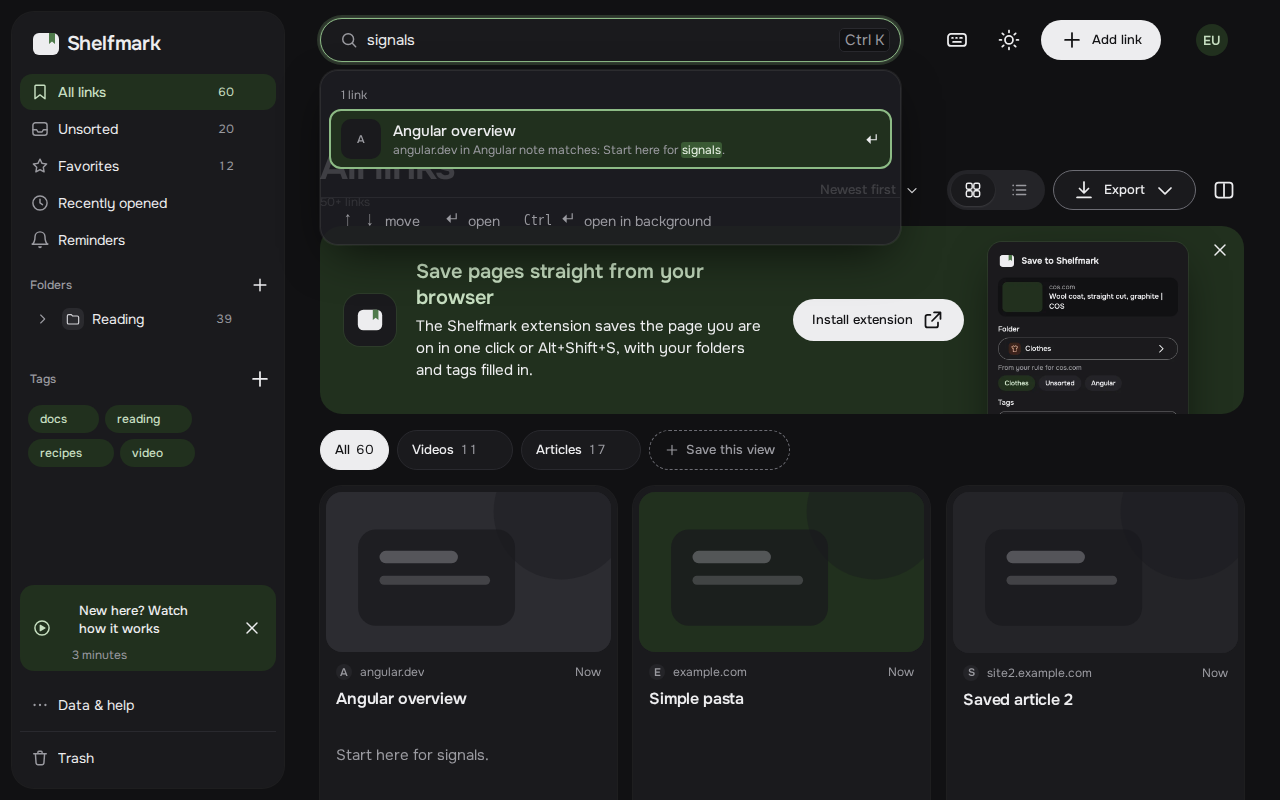 Shelfmark
All links 60
Unsorted 20
Favorites 12
Recently opened
Reminders
Folders
Reading 39
Tags
docs reading
recipes video
New here? Watch
how it works
3 minutes
Data & help
Trash
signals Ctrl K
Add link
EU
1 link
A
Angular overview
angular.dev in Angular note matches: Start here for signals.
All links
Newest first
50+ links
↑ ↓ move ↵ open Ctrl ↵ open in background
Export
Save pages straight from your
browser
The Shelfmark extension saves the page you are
on in one click or Alt+Shift+S, with your folders
and tags filled in.
Install extension
Save to Shelfmark
cos.com
Wool coat, straight cut, graphite |
COS
Folder
Clothes
From your rule for cos.com
Clothes Unsorted Angular
Tags
All 60 Videos 11 Articles 17 + Save this view
A angular.dev Now
Angular overview
Start here for signals.
E example.com Now
Simple pasta
S site2.example.com Now
Saved article 2